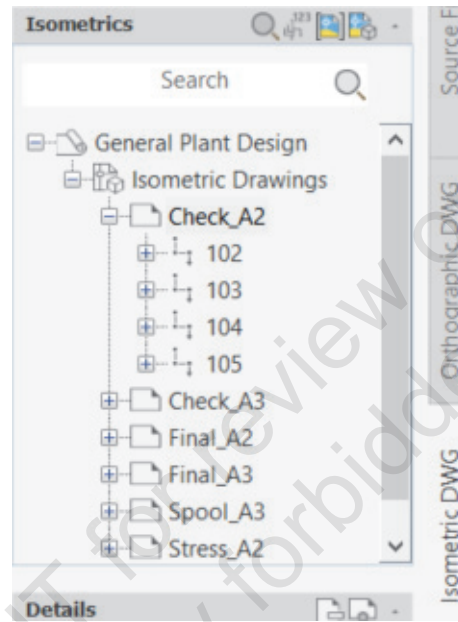 Isometrics
Search
General Plant Design
Isometric Drawings
Check_A2
102
103
104
105
Check_A3
Final_A2
Final_A3
Spool_A3
Stress_A2
Details
Source F
Orthographic DWG
Isometric DWG